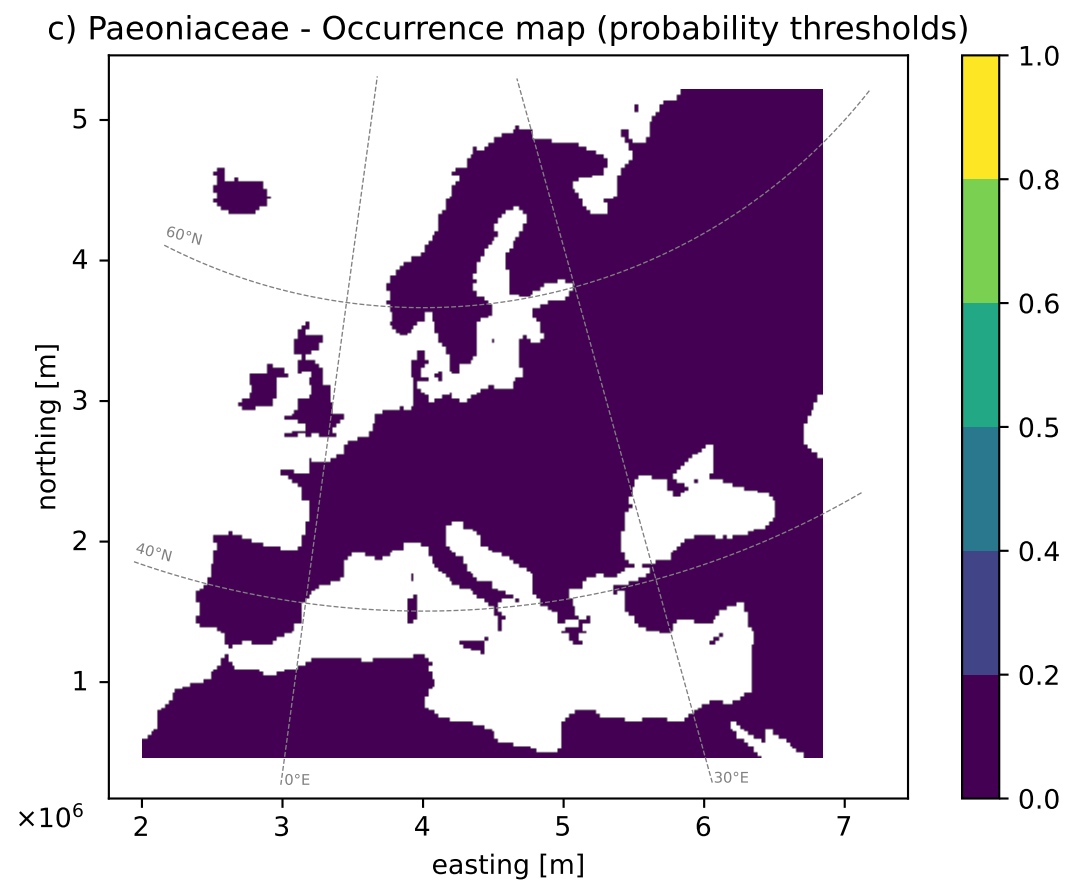 c) Paeoniaceae - Occurrence map (probability thresholds)
northing [m]
5
4
3
2
1
60°N
40°N
0°E
30°E
×10⁶
2 3 4 5 6 7
easting [m]
1.0
0.8
0.6
0.5
0.4
0.2
0.0